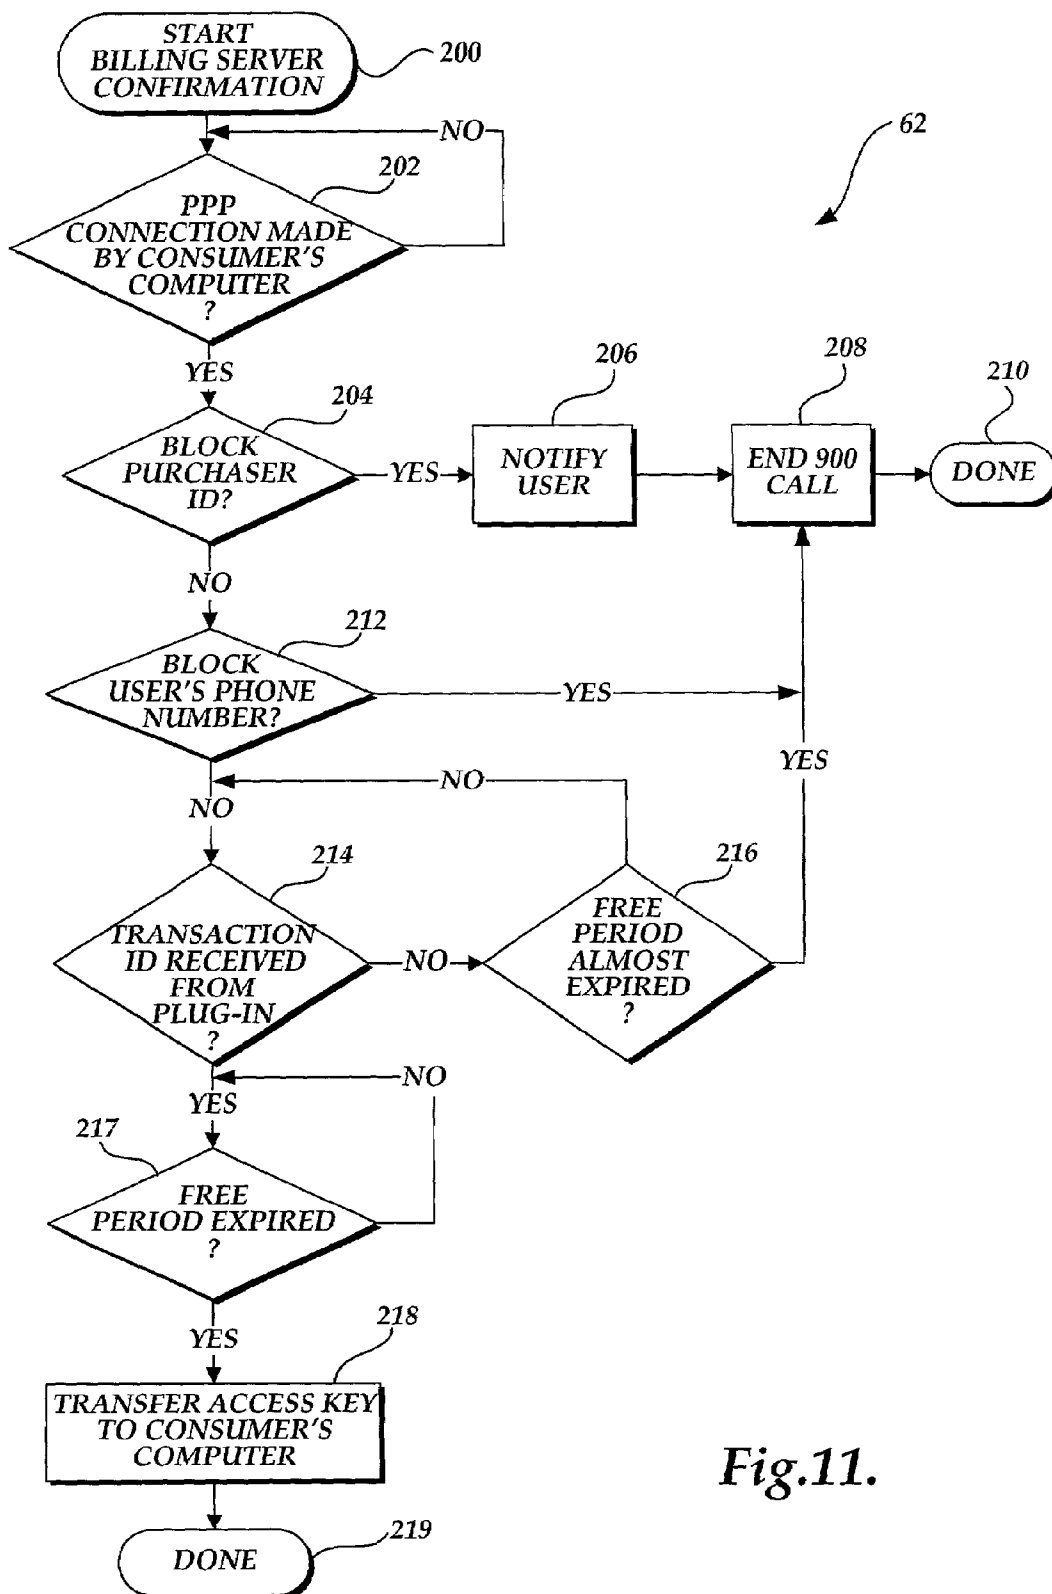 START
BILLING SERVER
CONFIRMATION
200
NO
62
202
PPP
CONNECTION MADE
BY CONSUMER'S
COMPUTER
?
YES
204
206
208
210
BLOCK
PURCHASER
ID?
YES
NOTIFY
USER
END 900
CALL
DONE
NO
212
BLOCK
USER'S PHONE
NUMBER?
YES
YES
NO
NO
214
216
TRANSACTION
ID RECEIVED
FROM
PLUG-IN
?
NO
FREE
PERIOD
ALMOST
EXPIRED
?
NO
YES
217
FREE
PERIOD EXPIRED
?
YES
218
TRANSFER ACCESS KEY
TO CONSUMER'S
COMPUTER
Fig.11.
219
DONE